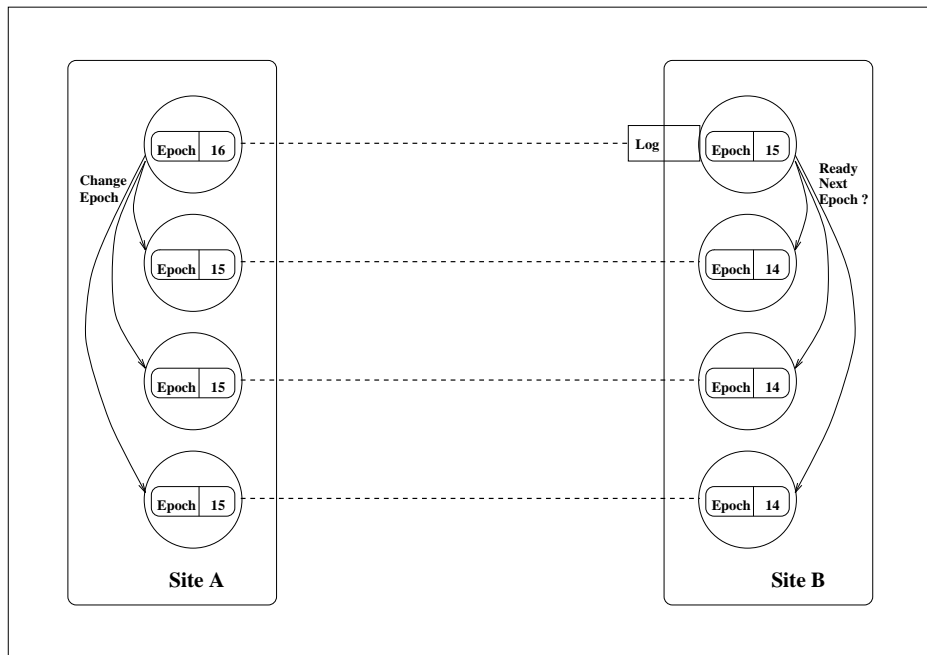 Epoch 16
Log
Epoch 15
Change
Epoch
Ready
Next
Epoch ?
Epoch 15
Epoch 14
Epoch 15
Epoch 14
Epoch 15
Epoch 14
Site A
Site B